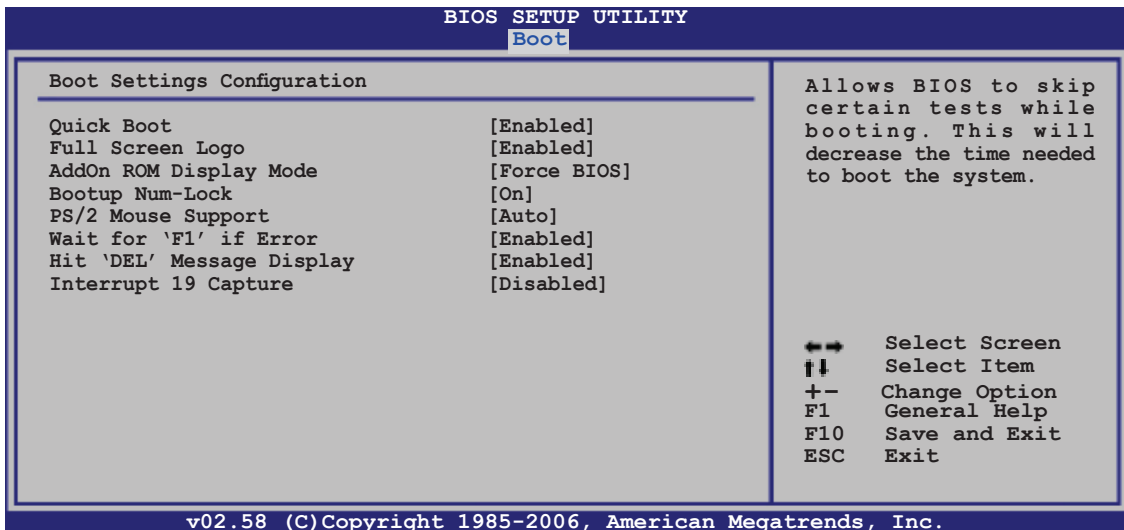 BIOS SETUP UTILITY
Boot
Boot Settings Configuration
Quick Boot [Enabled]
Full Screen Logo [Enabled]
AddOn ROM Display Mode [Force BIOS]
Bootup Num-Lock [On]
PS/2 Mouse Support [Auto]
Wait for ‘F1’ if Error [Enabled]
Hit ‘DEL’ Message Display [Enabled]
Interrupt 19 Capture [Disabled]
Allows BIOS to skip
certain tests while
booting. This will
decrease the time needed
to boot the system.
←→ Select Screen
↑↓ Select Item
+- Change Option
F1 General Help
F10 Save and Exit
ESC Exit
v02.58 (C)Copyright 1985-2006, American Megatrends, Inc.